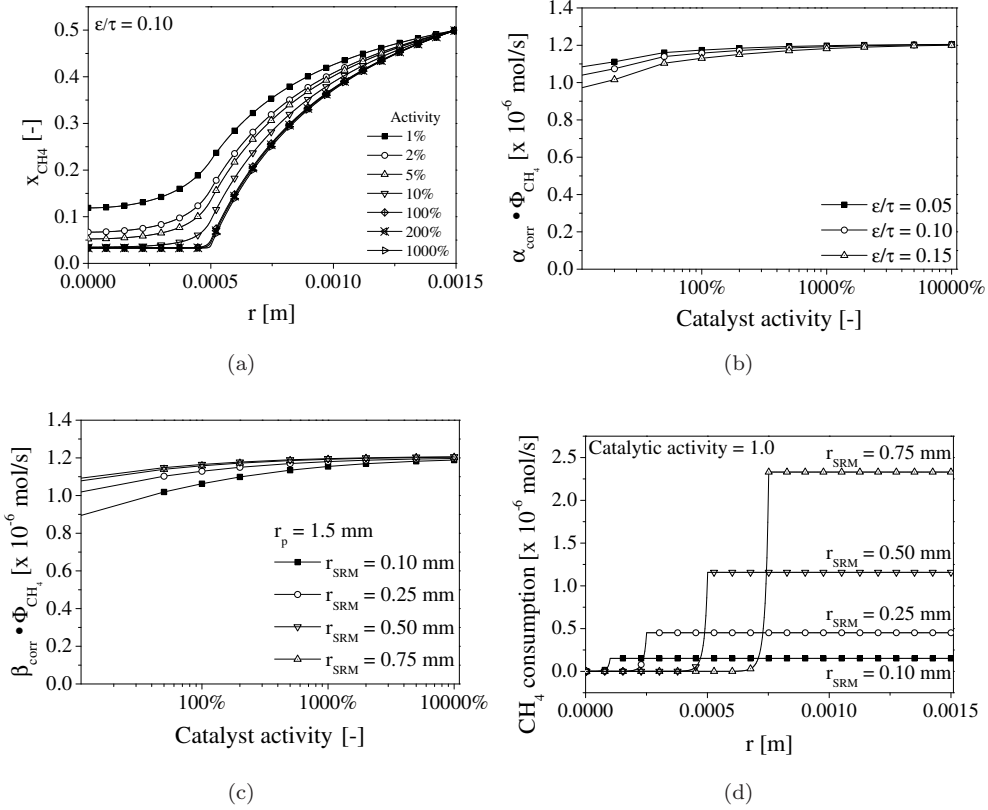 ε/τ = 0.10
x_CH4 [-]
0.5
0.4
0.3
0.2
0.1
0.0
Activity
1%
2%
5%
10%
100%
200%
1000%
0.0000 0.0005 0.0010 0.0015
r [m]
(a)
α_corr • Φ_CH₄ [x 10⁻⁶ mol/s]
1.4
1.2
1.0
0.8
0.6
0.4
0.2
0.0
ε/τ = 0.05
ε/τ = 0.10
ε/τ = 0.15
100% 1000% 10000%
Catalyst activity [-]
(b)
β_corr • Φ_CH₄ [x 10⁻⁶ mol/s]
1.4
1.2
1.0
0.8
0.6
0.4
0.2
0.0
r_p = 1.5 mm
r_SRM = 0.10 mm
r_SRM = 0.25 mm
r_SRM = 0.50 mm
r_SRM = 0.75 mm
100% 1000% 10000%
Catalyst activity [-]
(c)
CH₄ consumption [x 10⁻⁶ mol/s]
2.5
2.0
1.5
1.0
0.5
0.0
Catalytic activity = 1.0
r_SRM = 0.75 mm
r_SRM = 0.50 mm
r_SRM = 0.25 mm
r_SRM = 0.10 mm
0.0000 0.0005 0.0010 0.0015
r [m]
(d)